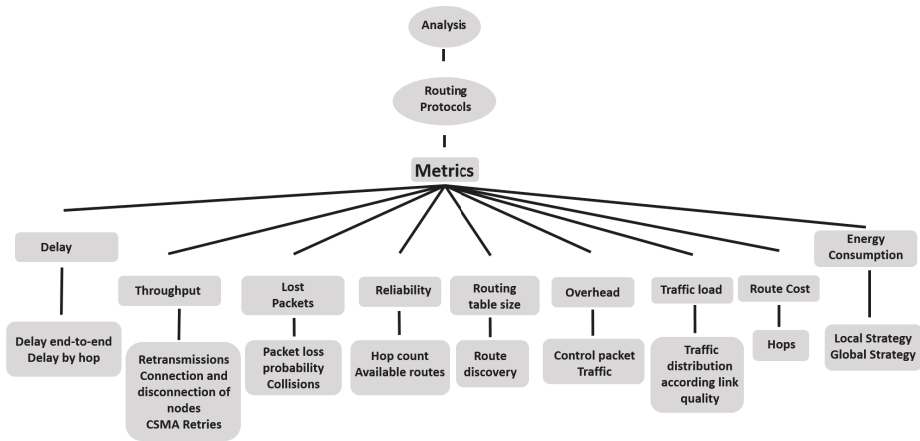 Analysis
Routing
Protocols
Metrics
Delay
Delay end-to-end
Delay by hop
Throughput
Retransmissions
Connection and
disconnection of
nodes
CSMA Retries
Lost
Packets
Packet loss
probability
Collisions
Reliability
Hop count
Available routes
Routing
table size
Route
discovery
Overhead
Control packet
Traffic
Traffic load
Traffic
distribution
according link
quality
Route Cost
Hops
Energy
Consumption
Local Strategy
Global Strategy